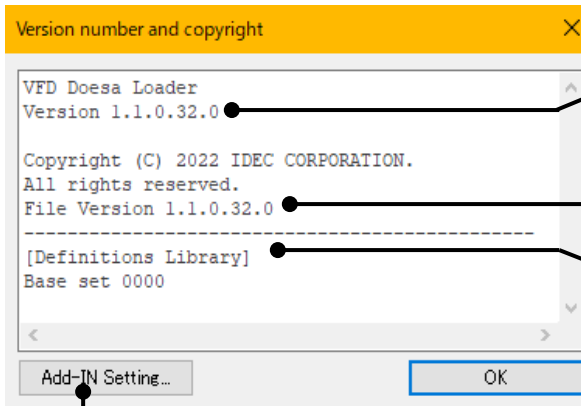 Version number and copyright
VFD Doesa Loader
Version 1.1.0.32.0
Copyright (C) 2022 IDEC CORPORATION.
All rights reserved.
File Version 1.1.0.32.0
------------------------------------------------
[Definitions Library]
Base set 0000
Add-IN Setting...
OK